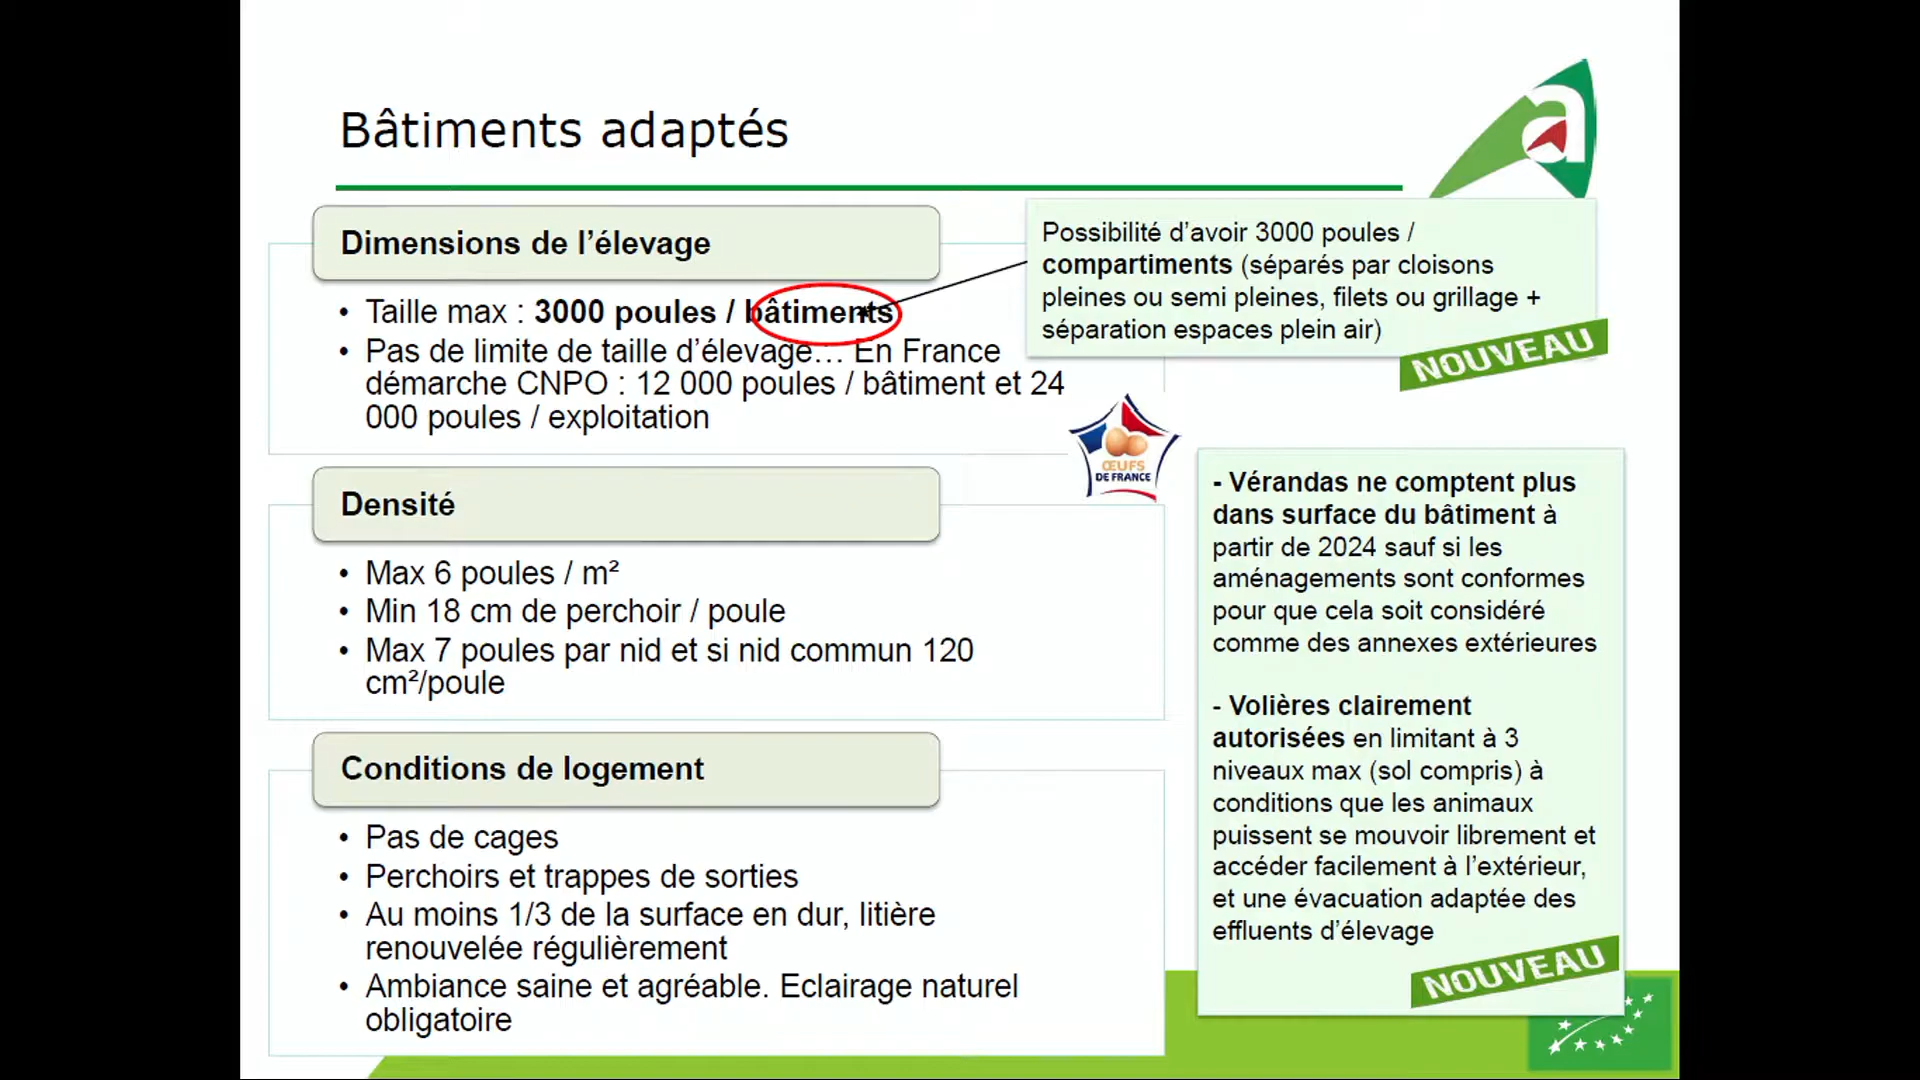 Bâtiments adaptés
a
Dimensions de l’élevage
• Taille max : 3000 poules / bâtiments
• Pas de limite de taille d’élevage… En France
démarche CNPO : 12 000 poules / bâtiment et 24
000 poules / exploitation
Possibilité d’avoir 3000 poules /
compartiments (séparés par cloisons
pleines ou semi pleines, filets ou grillage +
séparation espaces plein air)
NOUVEAU
ŒUFS
DE FRANCE
Densité
• Max 6 poules / m²
• Min 18 cm de perchoir / poule
• Max 7 poules par nid et si nid commun 120
cm²/poule
Conditions de logement
• Pas de cages
• Perchoirs et trappes de sorties
• Au moins 1/3 de la surface en dur, litière
renouvelée régulièrement
• Ambiance saine et agréable. Eclairage naturel
obligatoire
- Vérandas ne comptent plus
dans surface du bâtiment à
partir de 2024 sauf si les
aménagements sont conformes
pour que cela soit considéré
comme des annexes extérieures
- Volières clairement
autorisées en limitant à 3
niveaux max (sol compris) à
conditions que les animaux
puissent se mouvoir librement et
accéder facilement à l’extérieur,
et une évacuation adaptée des
effluents d’élevage
NOUVEAU